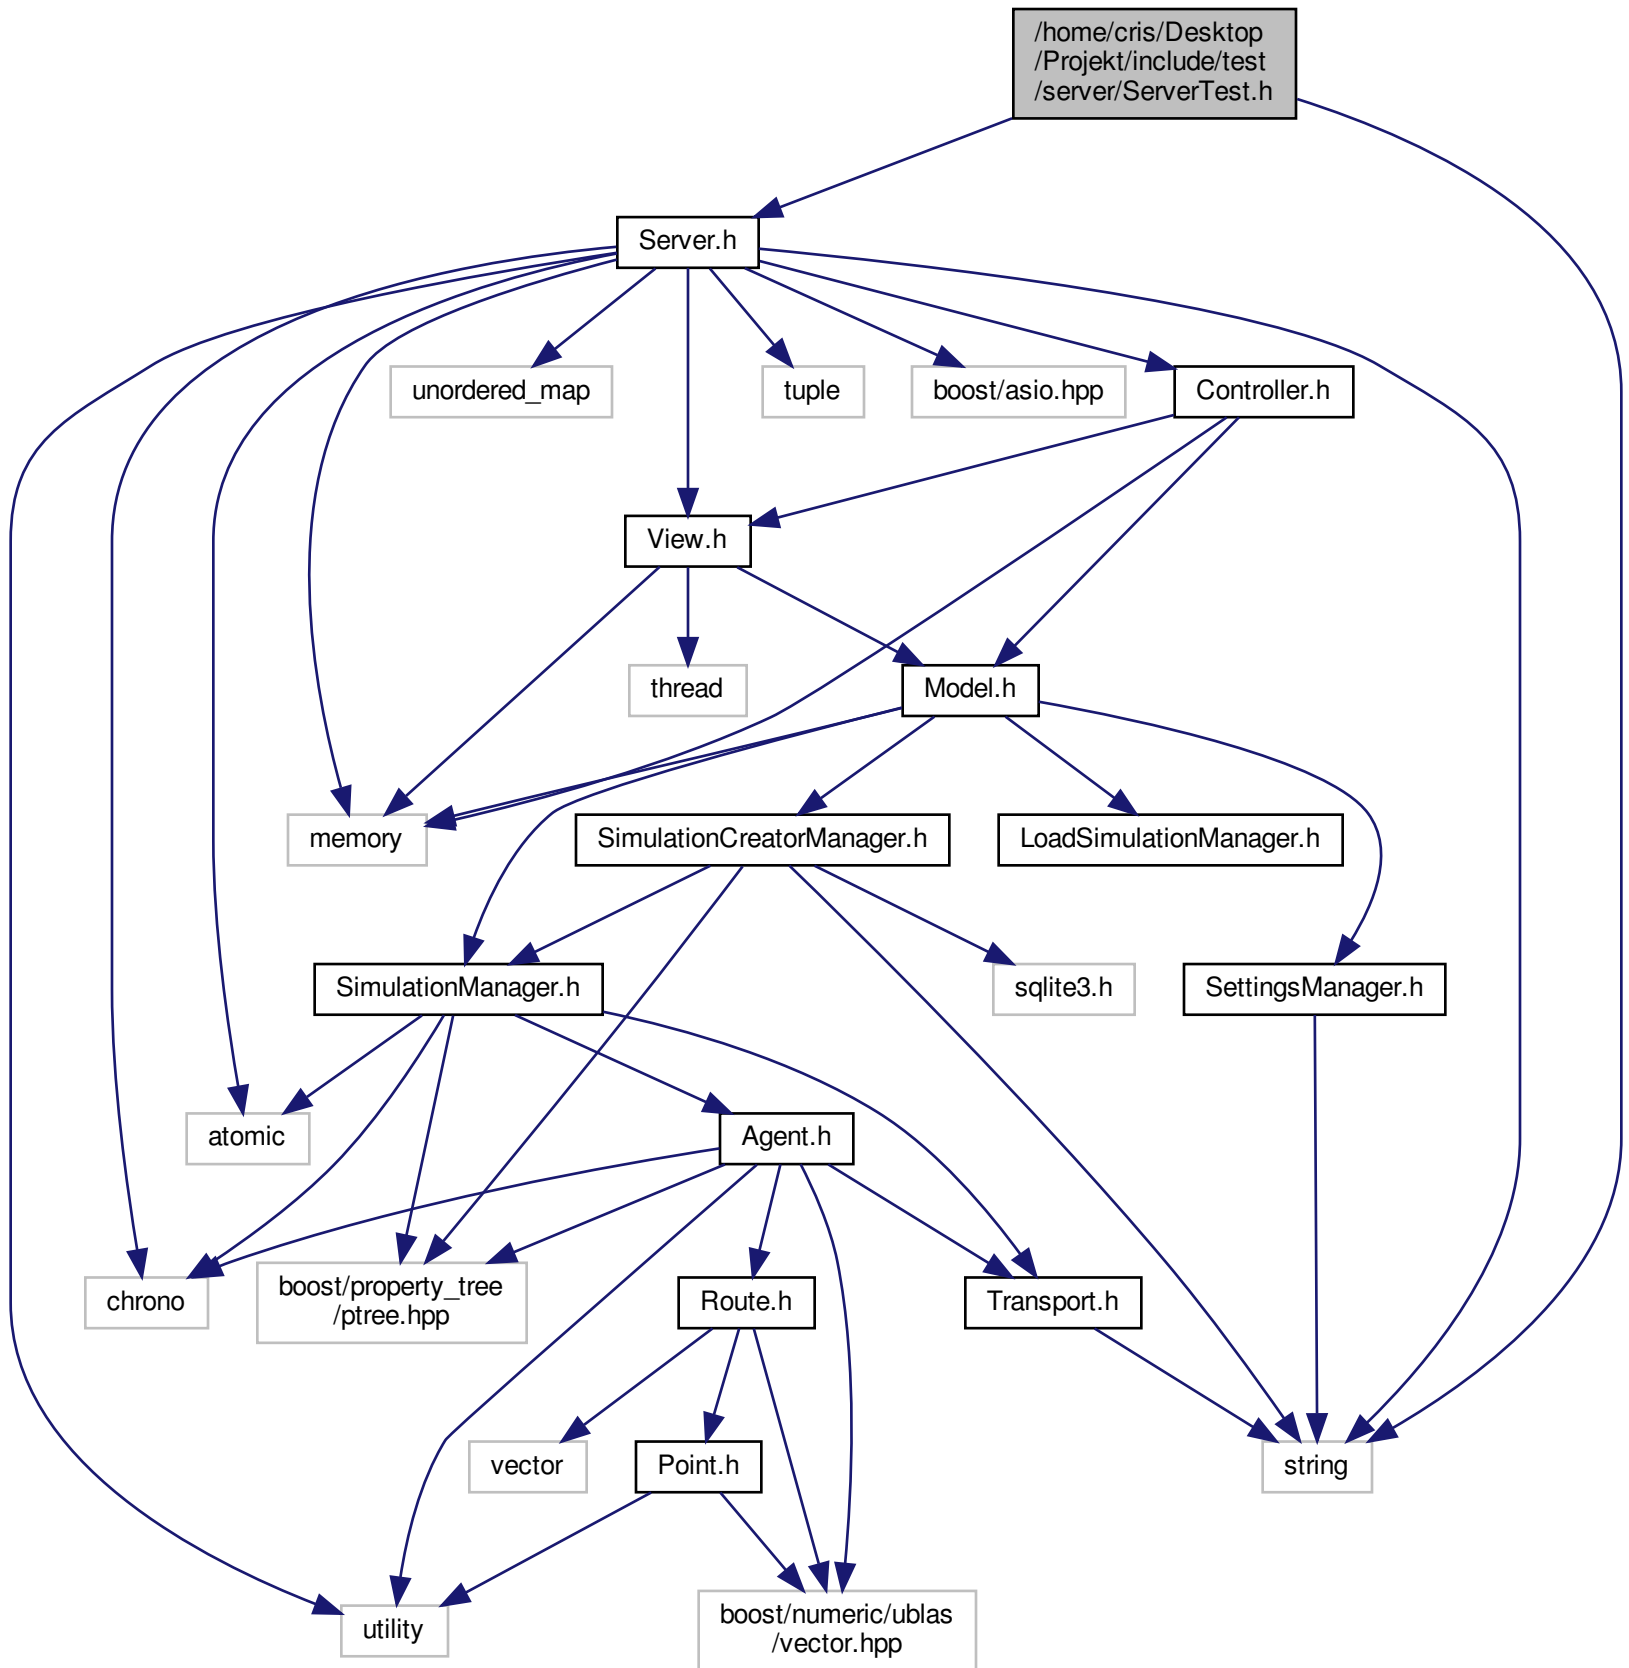 /home/cris/Desktop
/Projekt/include/test
/server/ServerTest.h
Server.h
unordered_map
tuple
boost/asio.hpp
Controller.h
View.h
thread
Model.h
memory
SimulationCreatorManager.h
LoadSimulationManager.h
SimulationManager.h
sqlite3.h
SettingsManager.h
atomic
Agent.h
chrono
boost/property_tree
/ptree.hpp
Route.h
Transport.h
vector
Point.h
string
utility
boost/numeric/ublas
/vector.hpp